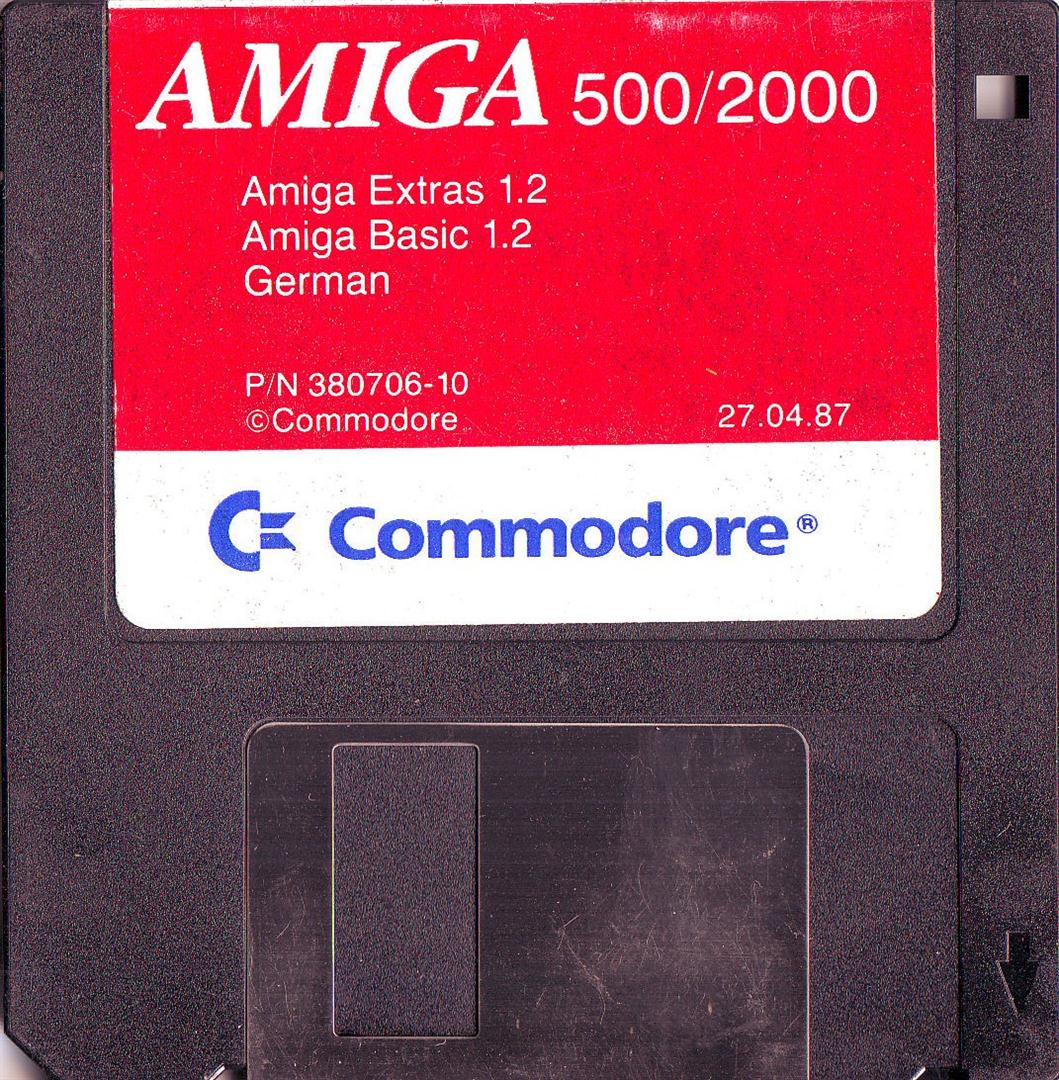 AMIGA 500/2000
Amiga Extras 1.2
Amiga Basic 1.2
German
P/N 380706-10
©Commodore 27.04.87
Commodore®